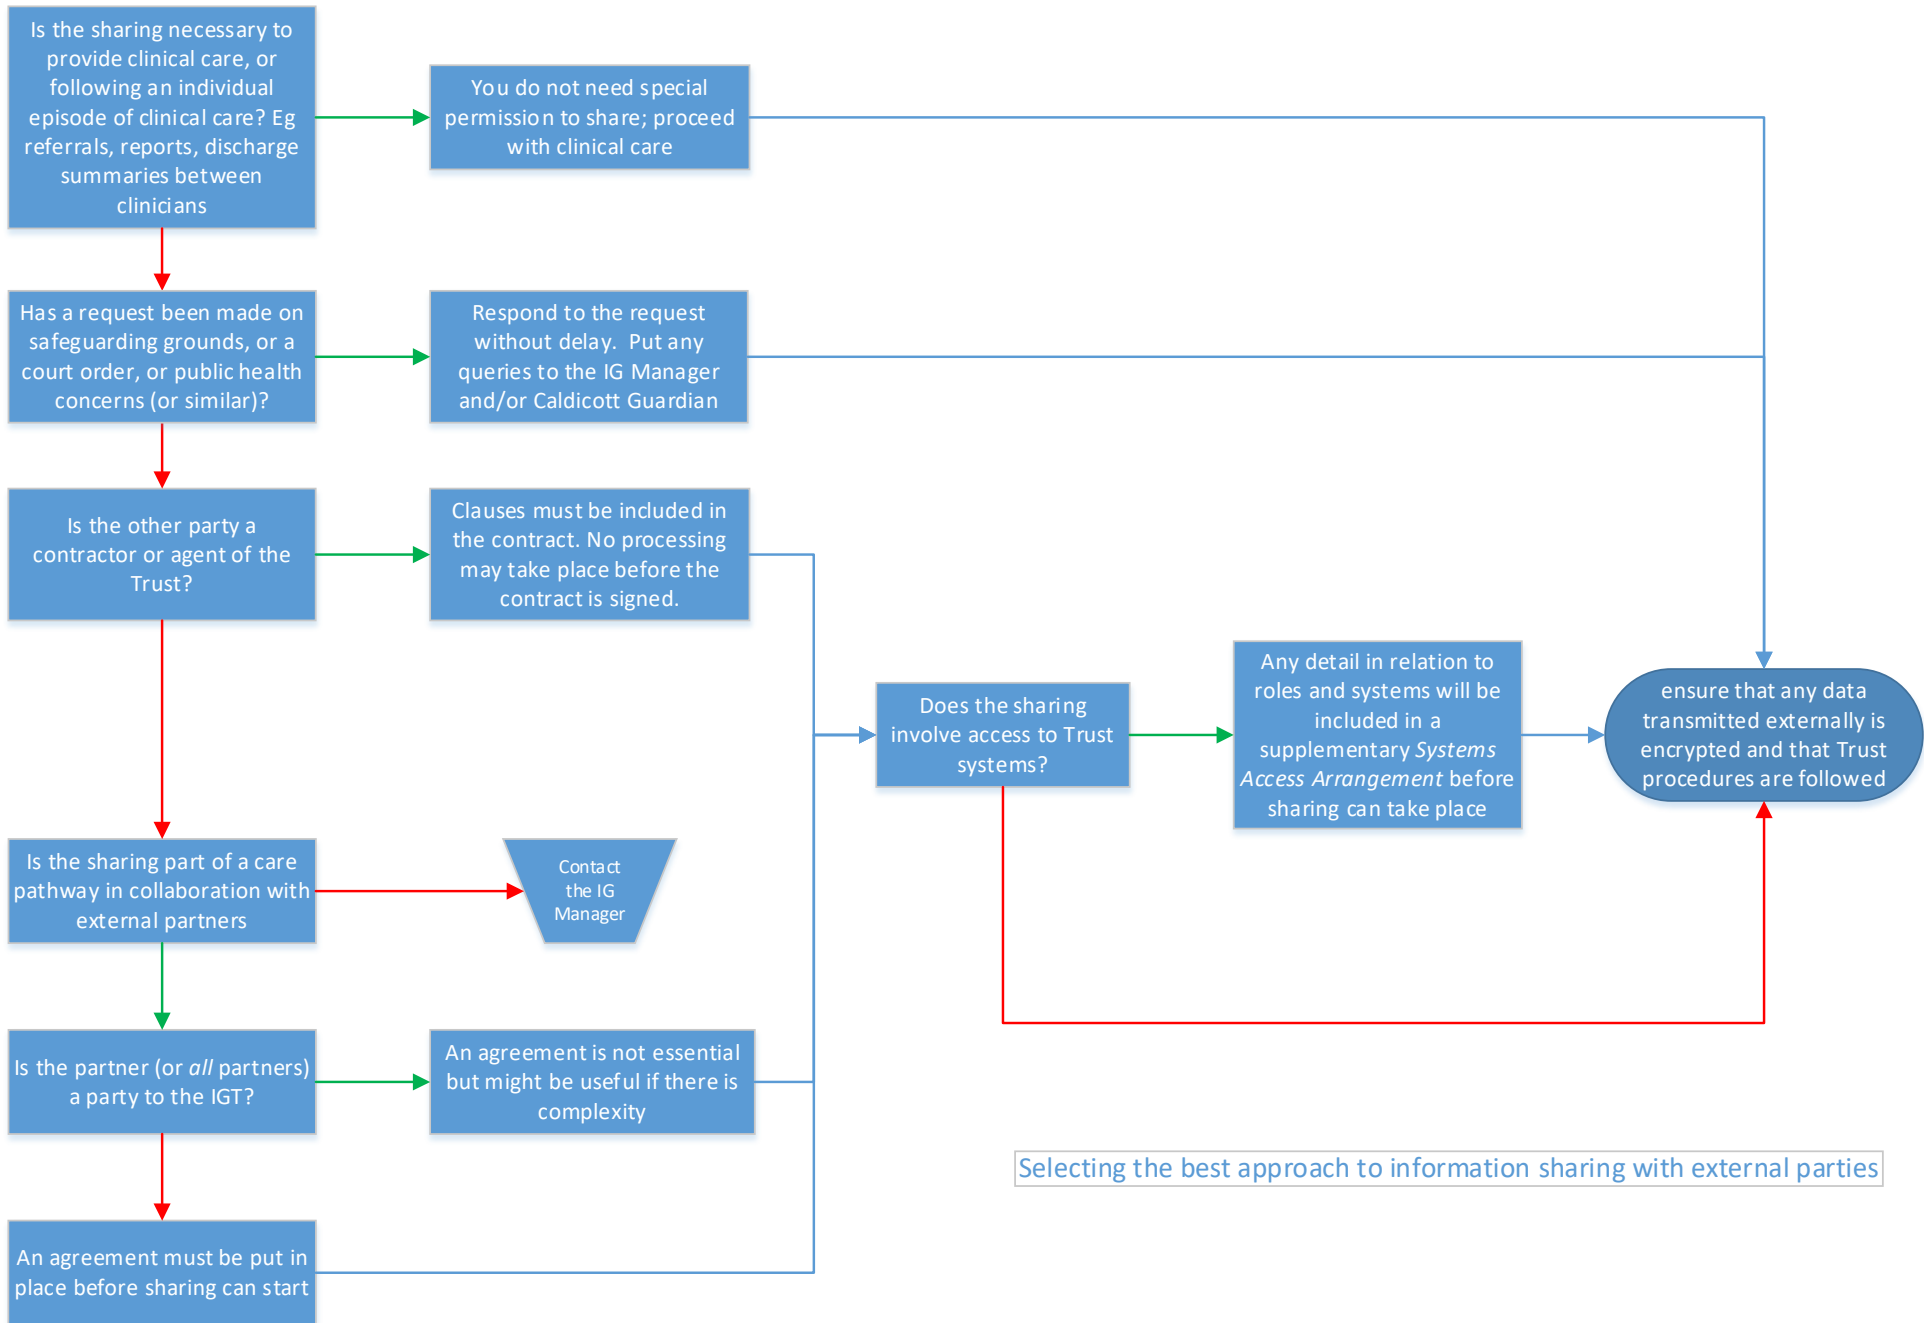 Is the sharing necessary to
provide clinical care, or
following an individual
episode of clinical care? Eg
referrals, reports, discharge
summaries between
clinicians
You do not need special
permission to share; proceed
with clinical care
Has a request been made on
safeguarding grounds, or a
court order, or public health
concerns (or similar)?
Respond to the request
without delay.  Put any
queries to the IG Manager
and/or Caldicott Guardian
Is the other party a
contractor or agent of the
Trust?
Clauses must be included in
the contract. No processing
may take place before the
contract is signed.
Does the sharing
involve access to Trust
systems?
Any detail in relation to
roles and systems will be
included in a
supplementary Systems
Access Arrangement before
sharing can take place
ensure that any data
transmitted externally is
encrypted and that Trust
procedures are followed
Is the sharing part of a care
pathway in collaboration with
external partners
Contact
the IG
Manager
Is the partner (or all partners)
a party to the IGT?
An agreement is not essential
but might be useful if there is
complexity
Selecting the best approach to information sharing with external parties
An agreement must be put in
place before sharing can start